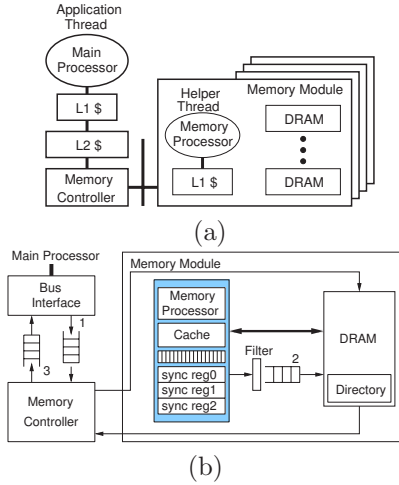 Application
Thread
Main
Processor
L1 $
L2 $
Memory
Controller
Helper
Thread
Memory
Processor
L1 $
Memory Module
DRAM
DRAM
(a)
Main Processor
Bus
Interface
1
3
Memory
Controller
Memory Module
Memory
Processor
Cache
sync reg0
sync reg1
sync reg2
Filter
2
DRAM
Directory
(b)